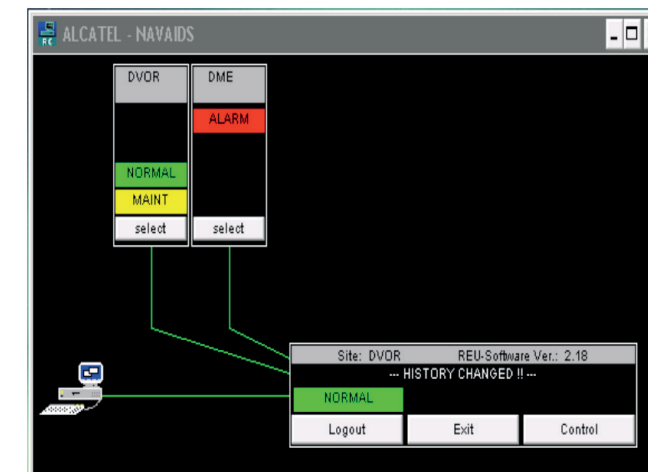 RC ALCATEL - NAVAIDS
DVOR DME
ALARM
NORMAL
MAINT
select select
Site: DVOR REU-Software Ver.: 2.18
--- HISTORY CHANGED !! ---
NORMAL
Logout Exit Control